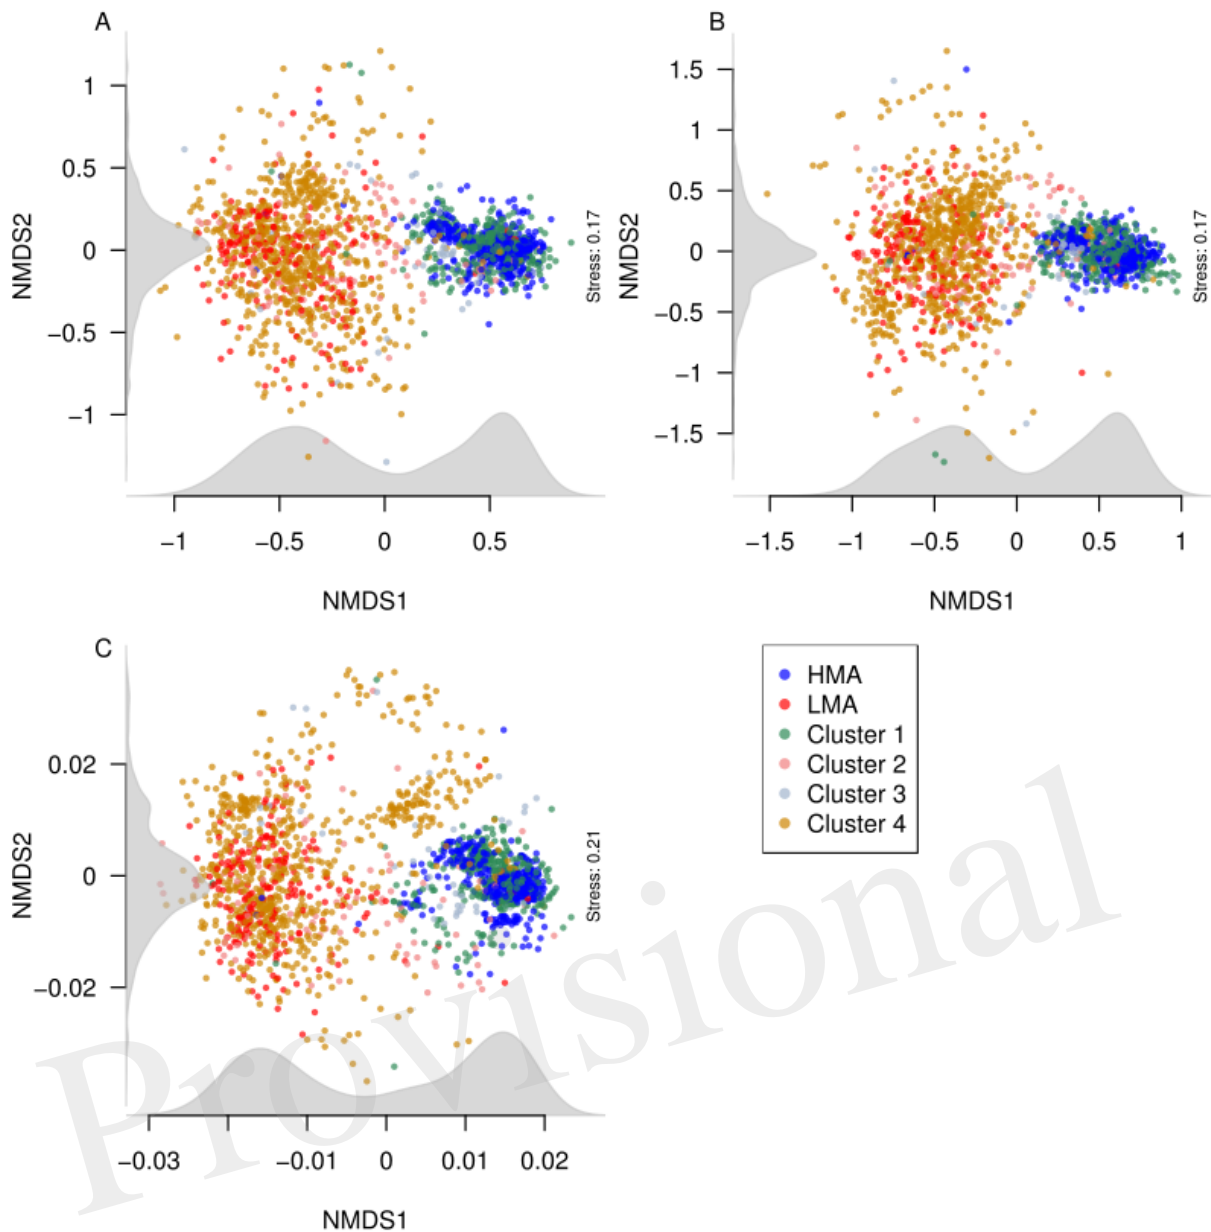 A
1
0.5
0
−0.5
−1
NMDS2
Stress: 0.17
−1
−0.5
0
0.5
NMDS1
B
1.5
1
0.5
0
−0.5
−1
−1.5
NMDS2
Stress: 0.17
−1.5
−1
−0.5
0
0.5
1
NMDS1
C
0.02
0
−0.02
NMDS2
Stress: 0.21
−0.03
−0.01
0
0.01
0.02
NMDS1
HMA
LMA
Cluster 1
Cluster 2
Cluster 3
Cluster 4
Provisional